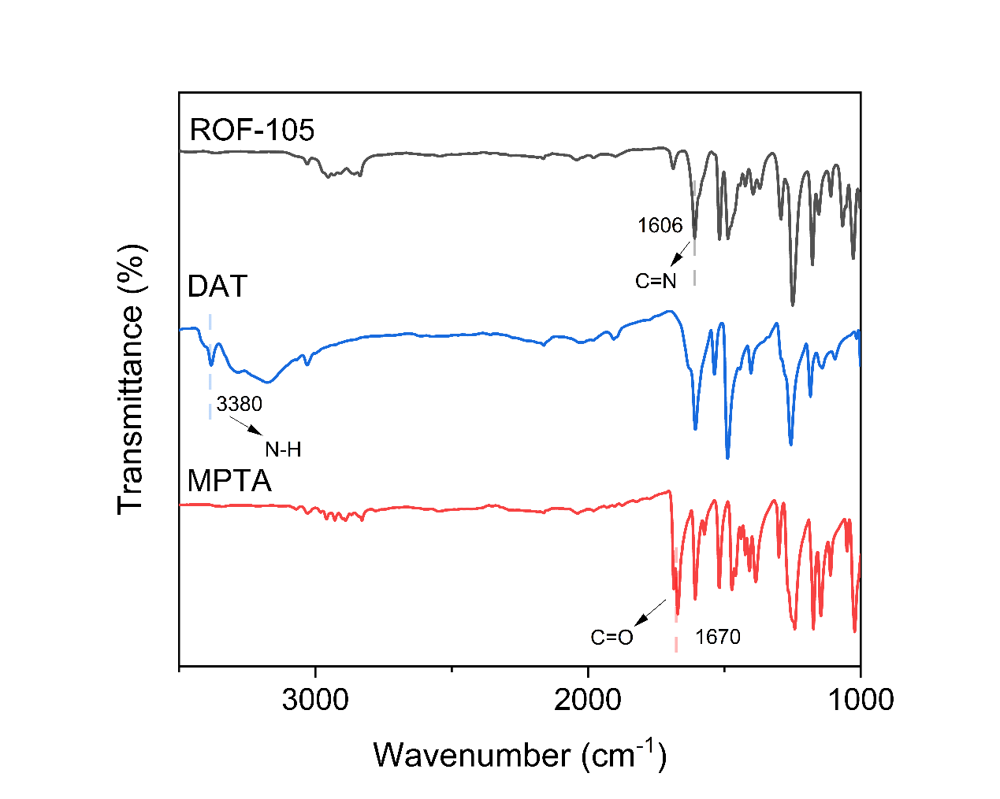 ROF-105
1606
C=N
DAT
3380
N-H
MPTA
C=O
1670
Transmittance (%)
3000
2000
1000
Wavenumber (cm-1)